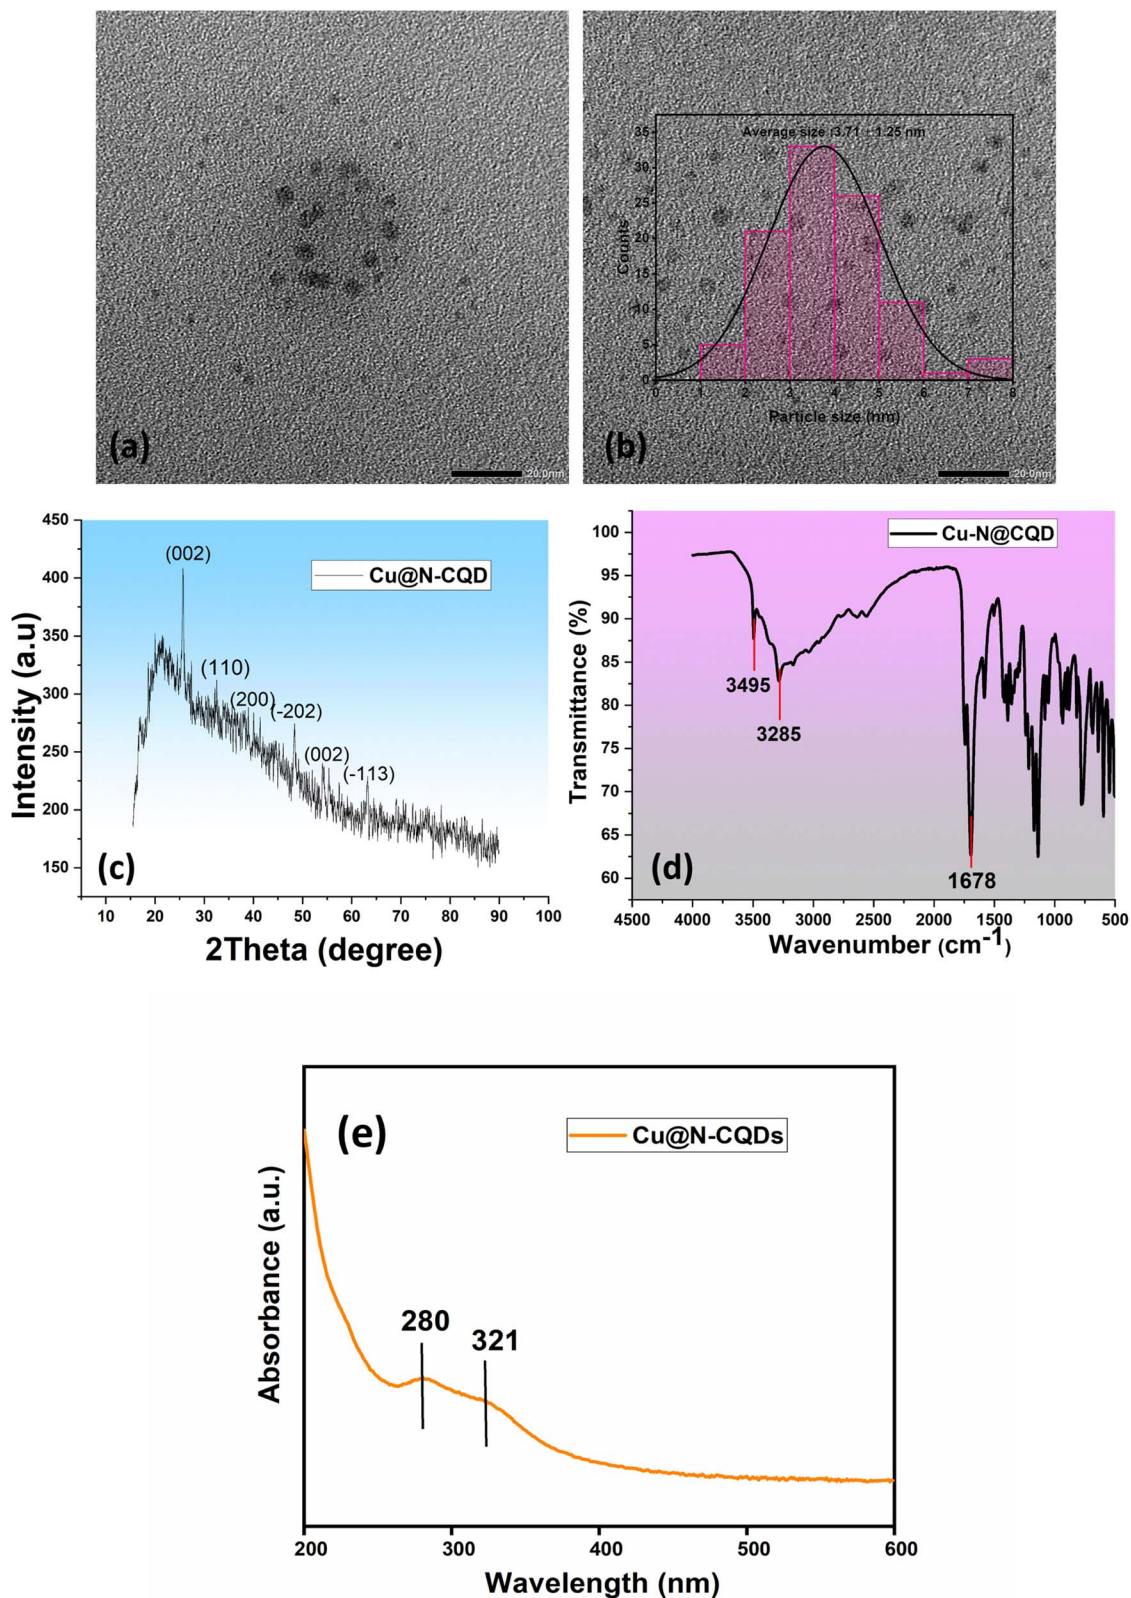 (a)
20.0nm
Average size :3.71 ± 1.25 nm
35
30
25
20
15
10
5
0
Counts
0 1 2 3 4 5 6 7 8
Particle size (nm)
(b)
20.0nm
450
400
350
300
250
200
150
Intensity (a.u)
(002)
Cu@N-CQD
(110)
(200)
(-202)
(002)
(-113)
(c)
10 20 30 40 50 60 70 80 90 100
2Theta (degree)
100
95
90
85
80
75
70
65
60
Transmittance (%)
Cu-N@CQD
3495
3285
1678
(d)
4500 4000 3500 3000 2500 2000 1500 1000 500
Wavenumber (cm-1)
(e)
Cu@N-CQDs
280
321
Absorbance (a.u.)
200 300 400 500 600
Wavelength (nm)